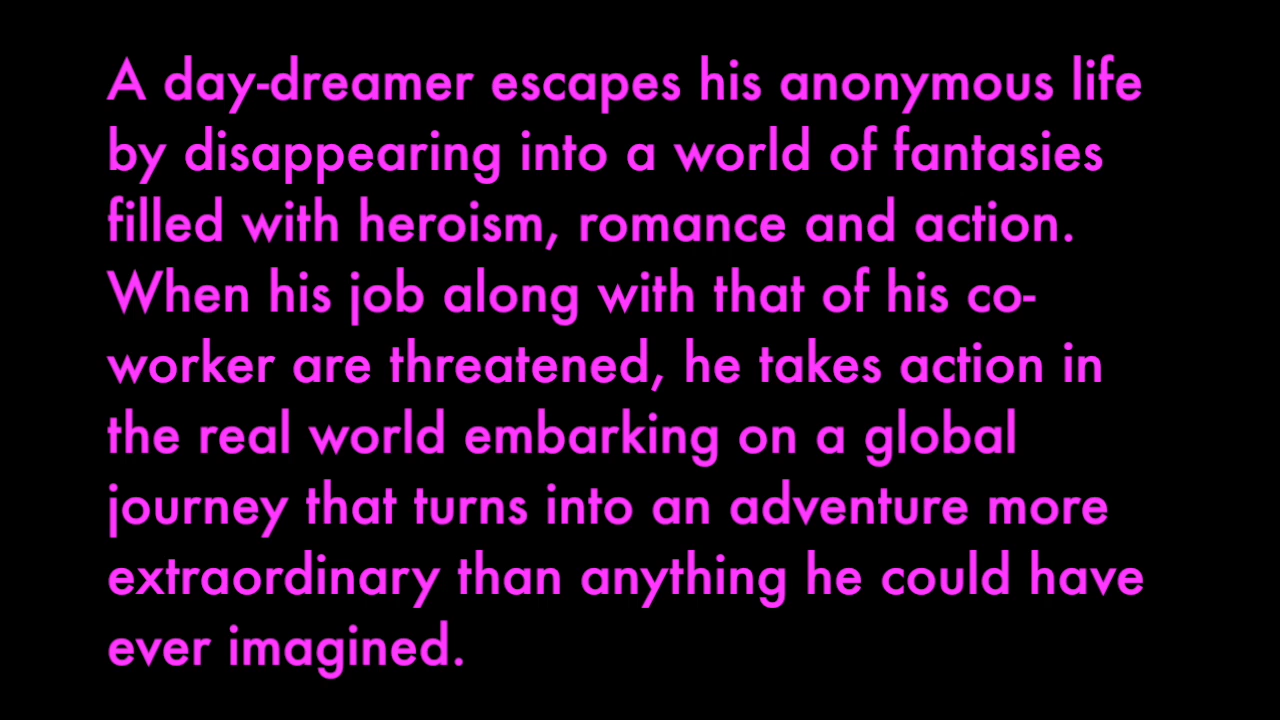 A day-dreamer escapes his anonymous life
by disappearing into a world of fantasies
filled with heroism, romance and action.
When his job along with that of his co-
worker are threatened, he takes action in
the real world embarking on a global
journey that turns into an adventure more
extraordinary than anything he could have
ever imagined.